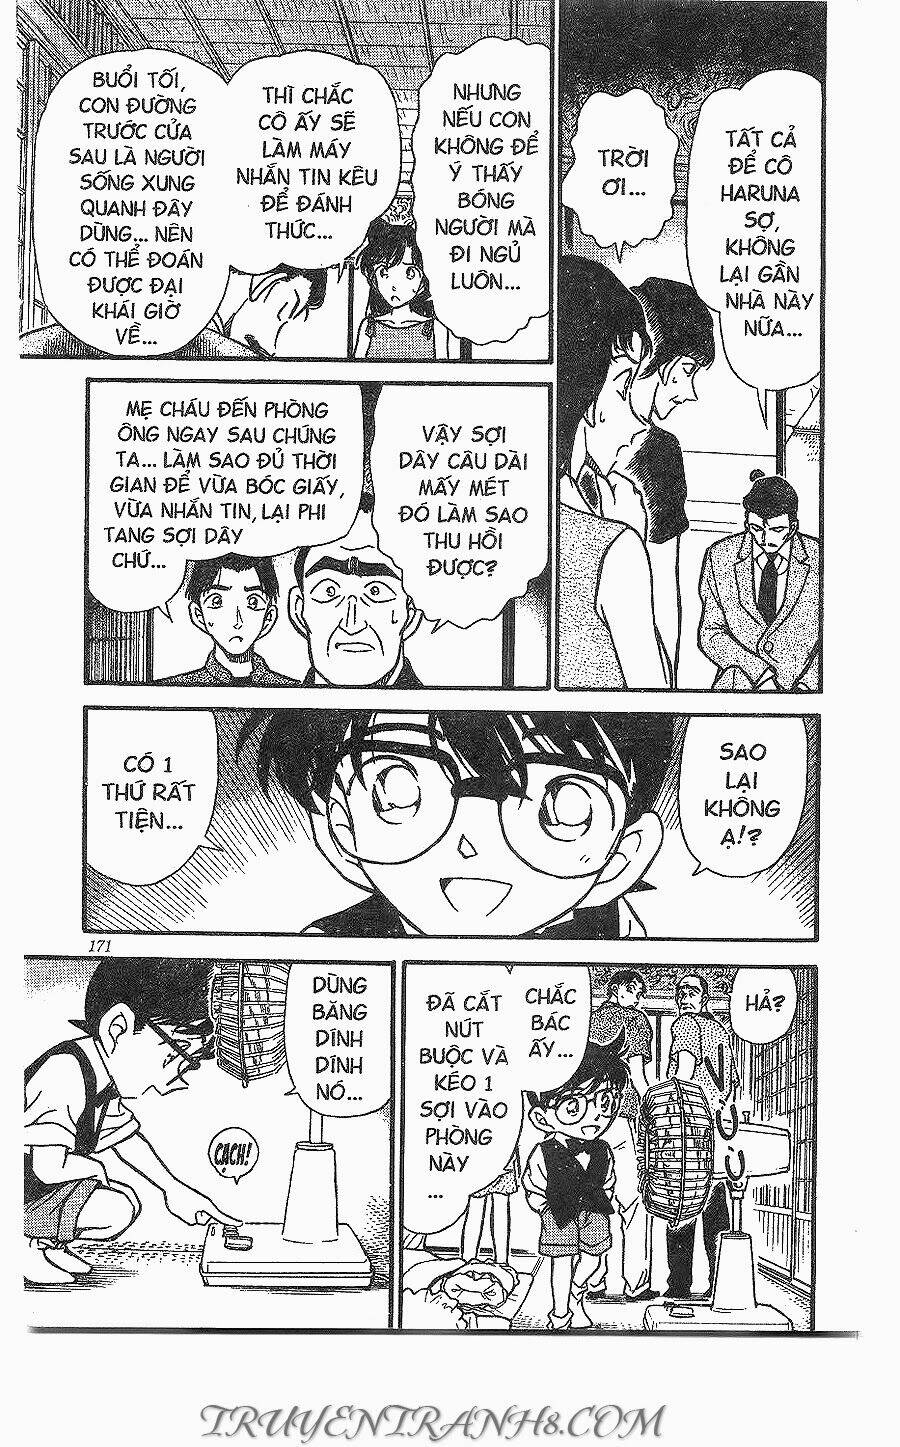 TẤT CẢ
ĐỂ CÔ
HARUNA
SỢ,
KHÔNG
LẠI GẦN
NHÀ NÀY
NỮA...
TRỜI
ƠI...
NHƯNG
NẾU CON
KHÔNG ĐỂ
Ý THẤY
BÓNG
NGƯỜI MÀ
ĐI NGỦ
LUÔN...
THÌ CHẮC
CÔ ẤY SẼ
LÀM MÁY
NHẮN TIN KÊU
ĐỂ ĐÁNH
THỨC...
BUỔI TỐI,
CON ĐƯỜNG
TRƯỚC CỬA
SAU LÀ NGƯỜI
SỐNG XUNG
QUANH ĐÂY
DÙNG... NÊN
CÓ THỂ ĐOÁN
ĐƯỢC ĐẠI
KHÁI GIỜ
VỀ...
VẬY SỢI
DÂY CÂU DÀI
MẤY MÉT
ĐÓ LÀM SAO
THU HỒI
ĐƯỢC?
MẸ CHÁU ĐẾN PHÒNG
ÔNG NGAY SAU CHÚNG
TA... LÀM SAO ĐỦ THỜI
GIAN ĐỂ VỪA BÓC GIẤY,
VỪA NHẮN TIN, LẠI PHI
TANG SỢI DÂY
CHỨ...
SAO
LẠI
KHÔNG
Ạ!?
CÓ 1
THỨ RẤT
TIỆN...
171
HẢ?
CHẮC
BÁC
ẤY...
ĐÃ CẮT
NÚT
BUỘC VÀ
KÉO 1
SỢI VÀO
PHÒNG
NÀY
...
DÙNG
BĂNG
DÍNH
DÍNH
NÓ...
CẠCH!
TRUYENTRANH8.COM